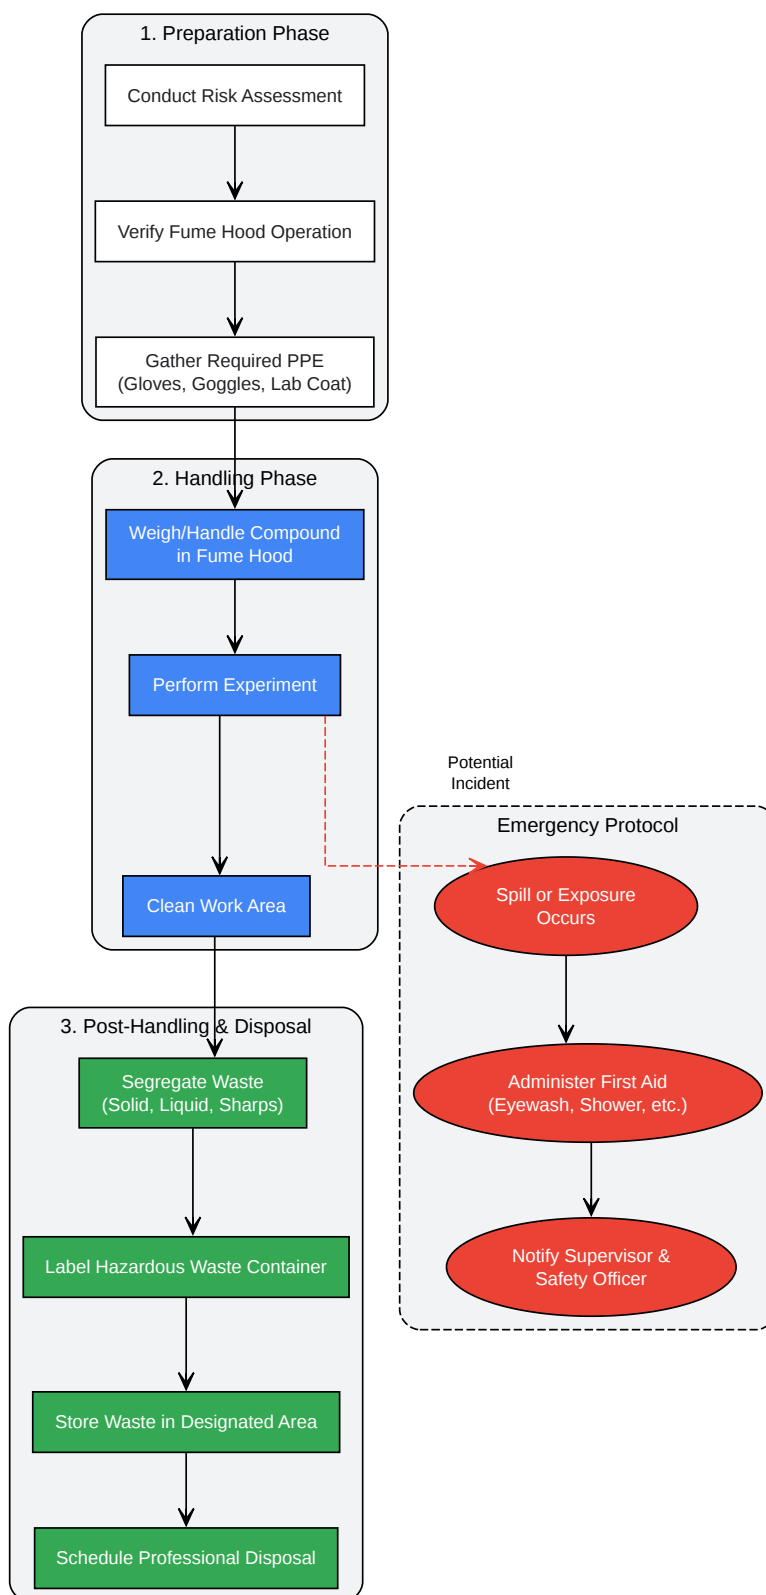 1. Preparation Phase
Conduct Risk Assessment
Verify Fume Hood Operation
Gather Required PPE
(Gloves, Goggles, Lab Coat)
2. Handling Phase
Weigh/Handle Compound
in Fume Hood
Perform Experiment
Clean Work Area
Potential
Incident
Emergency Protocol
Spill or Exposure
Occurs
Administer First Aid
(Eyewash, Shower, etc.)
Notify Supervisor &
Safety Officer
3. Post-Handling & Disposal
Segregate Waste
(Solid, Liquid, Sharps)
Label Hazardous Waste Container
Store Waste in Designated Area
Schedule Professional Disposal